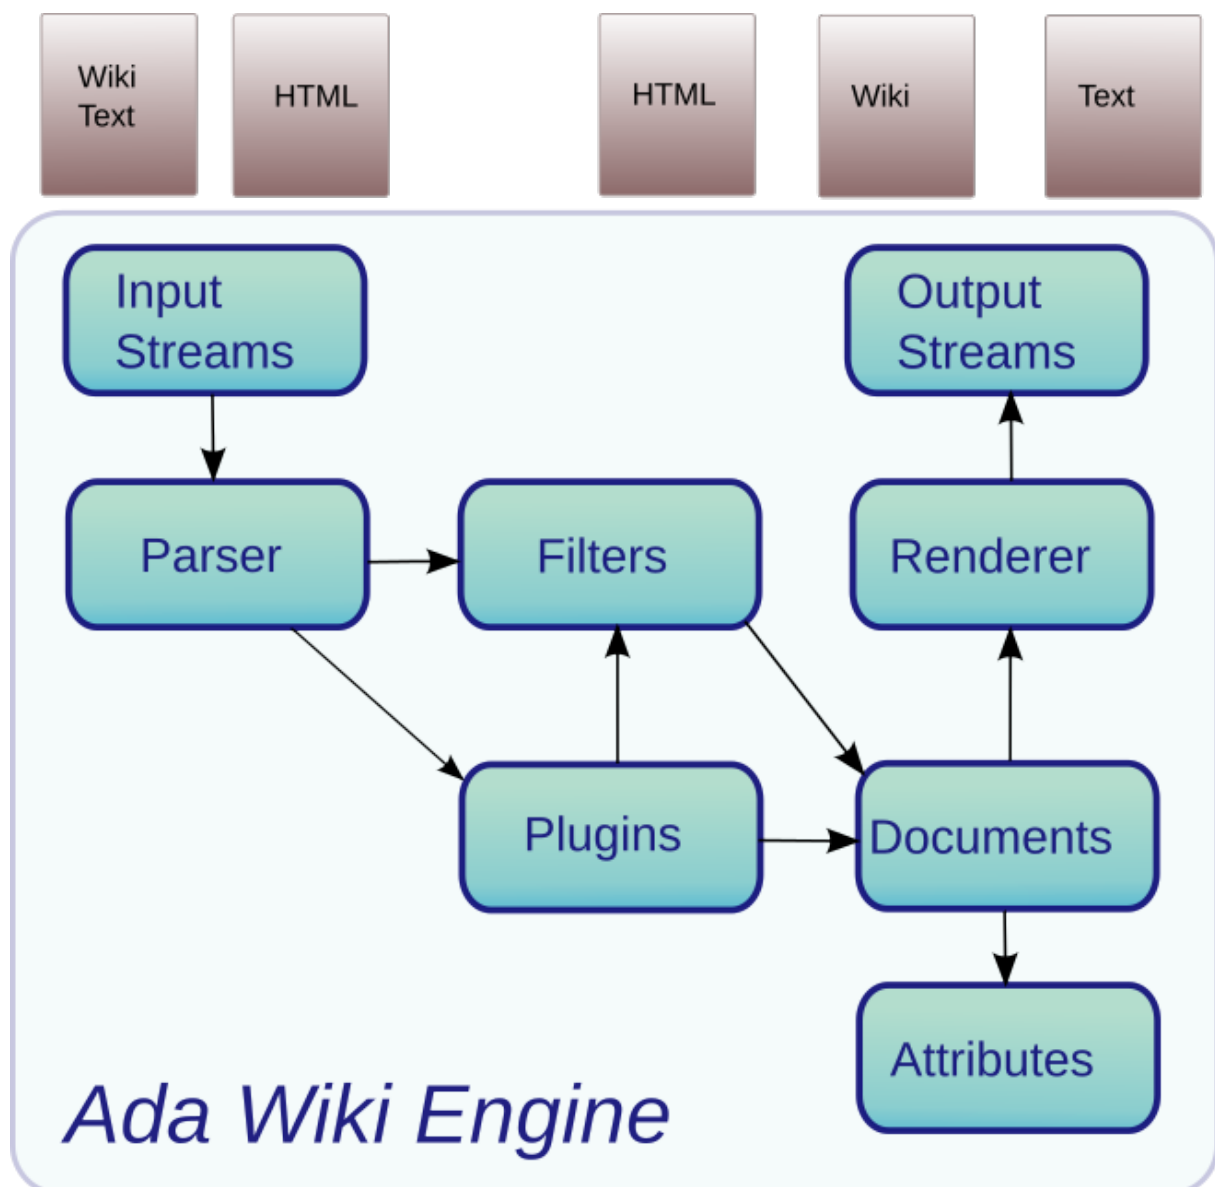 Wiki
Text
HTML
HTML
Wiki
Text
Input
Streams
Output
Streams
Parser
Filters
Renderer
Plugins
Documents
Attributes
Ada Wiki Engine